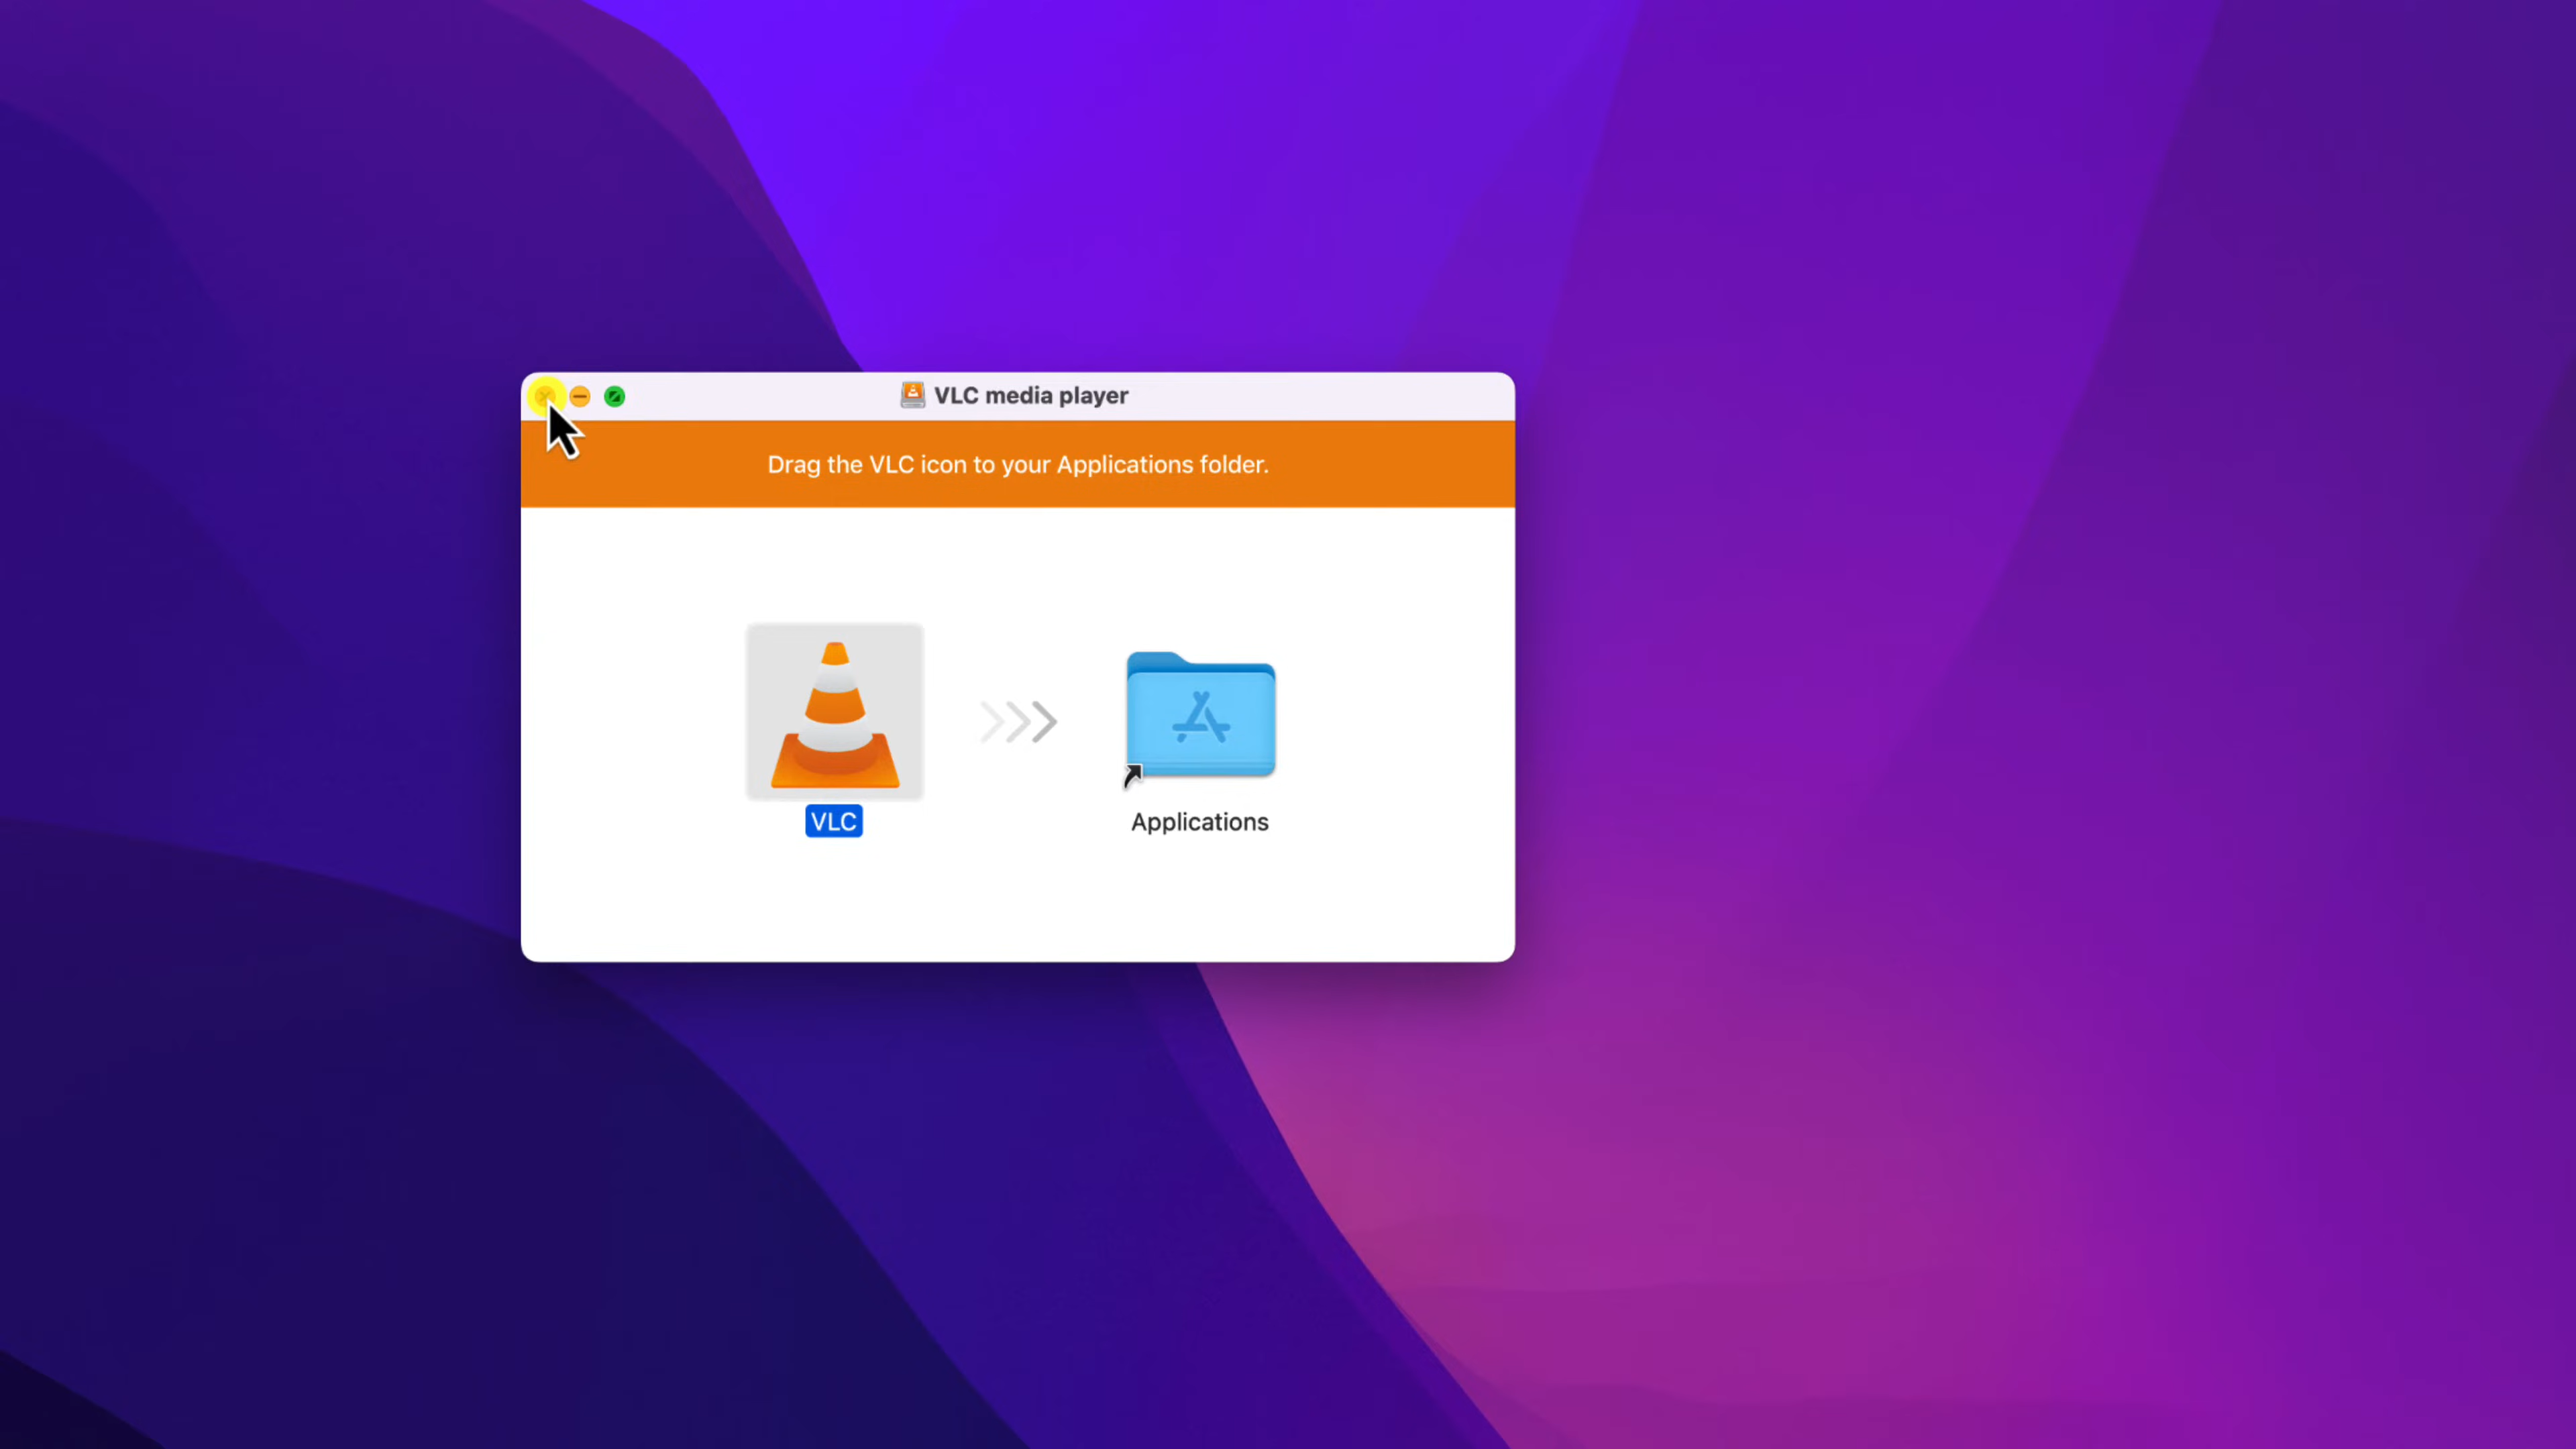 VLC media player
Drag the VLC icon to your Applications folder.
VLC
Applications